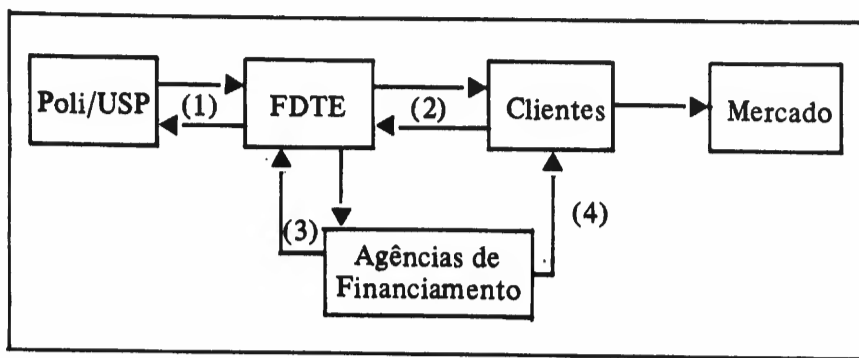 Poli/USP
(1)
FDTE
(2)
Clientes
Mercado
(3)
Agências de
Financiamento
(4)